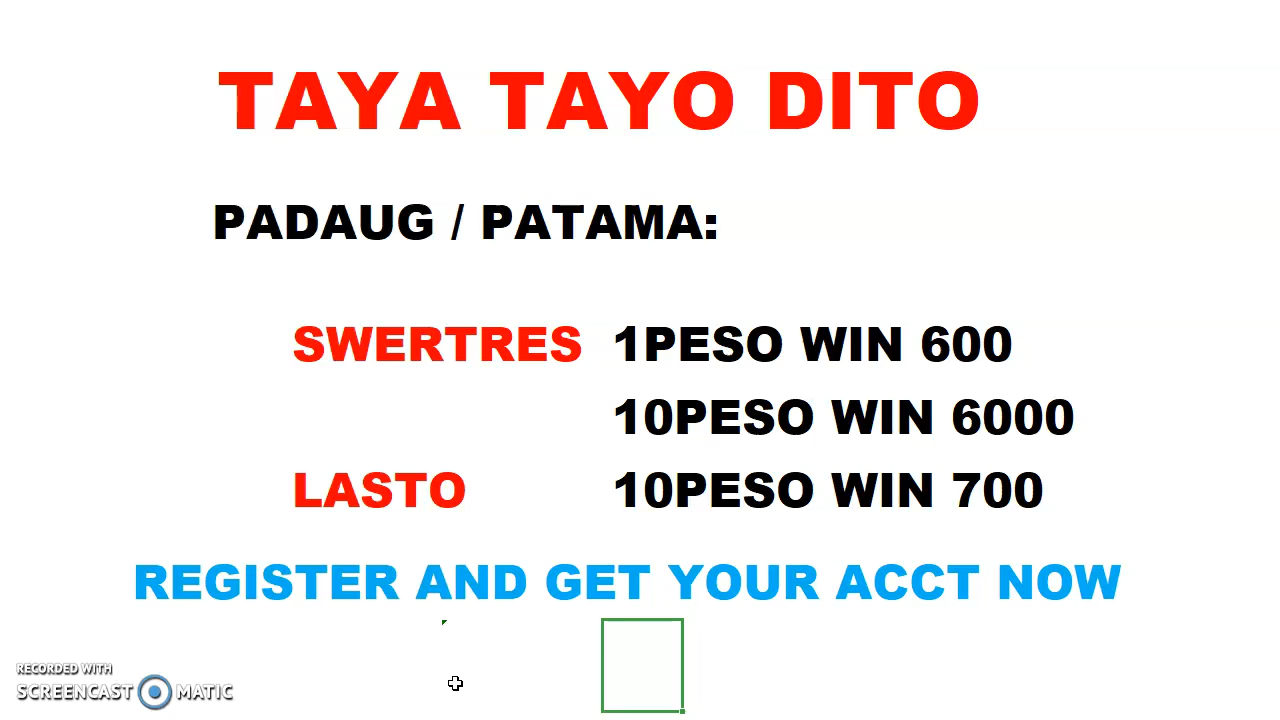 TAYA TAYO DITO
PADAUG / PATAMA:
SWERTRES 1PESO WIN 600
10PESO WIN 6000
LASTO 10PESO WIN 700
REGISTER AND GET YOUR ACCT NOW
RECORDED WITH
SCREENCAST MATIC